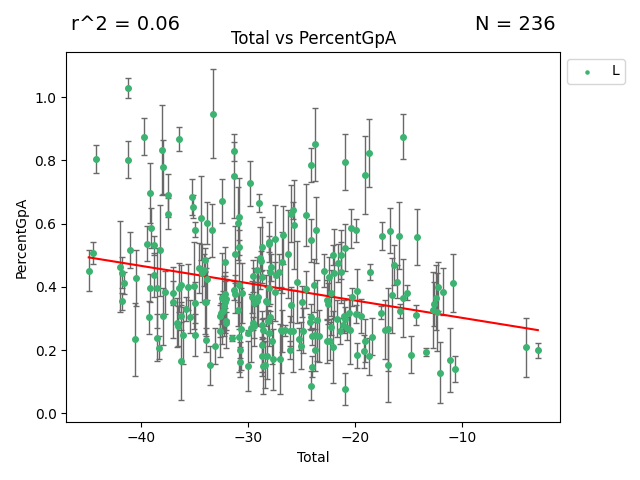 r^2 = 0.06
N = 236
Total vs PercentGpA
L
PercentGpA
1.0
0.8
0.6
0.4
0.2
0.0
−40
−30
−20
−10
Total